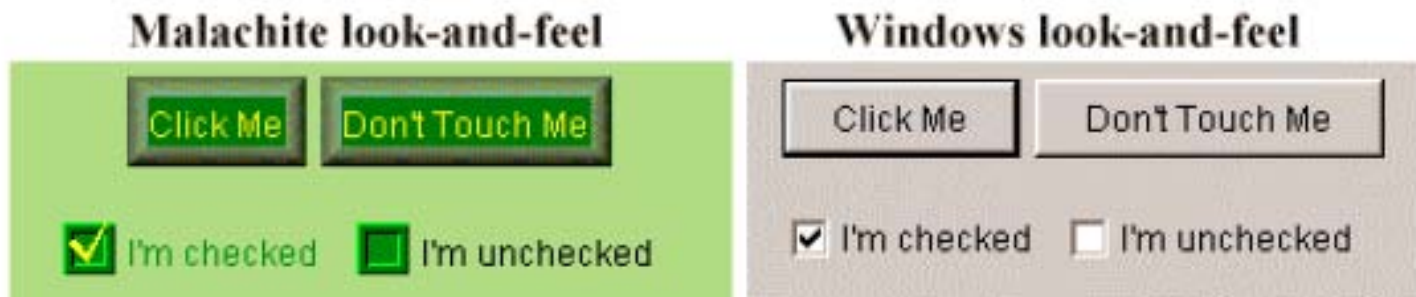 Malachite look-and-feel
Click Me Don't Touch Me
I'm checked I'm unchecked
Windows look-and-feel
Click Me Don't Touch Me
I'm checked I'm unchecked